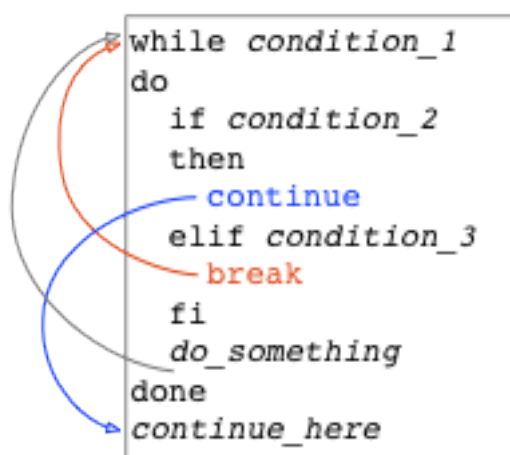 while condition_1
do
if condition_2
then
continue
elif condition_3
break
fi
do_something
done
continue_here